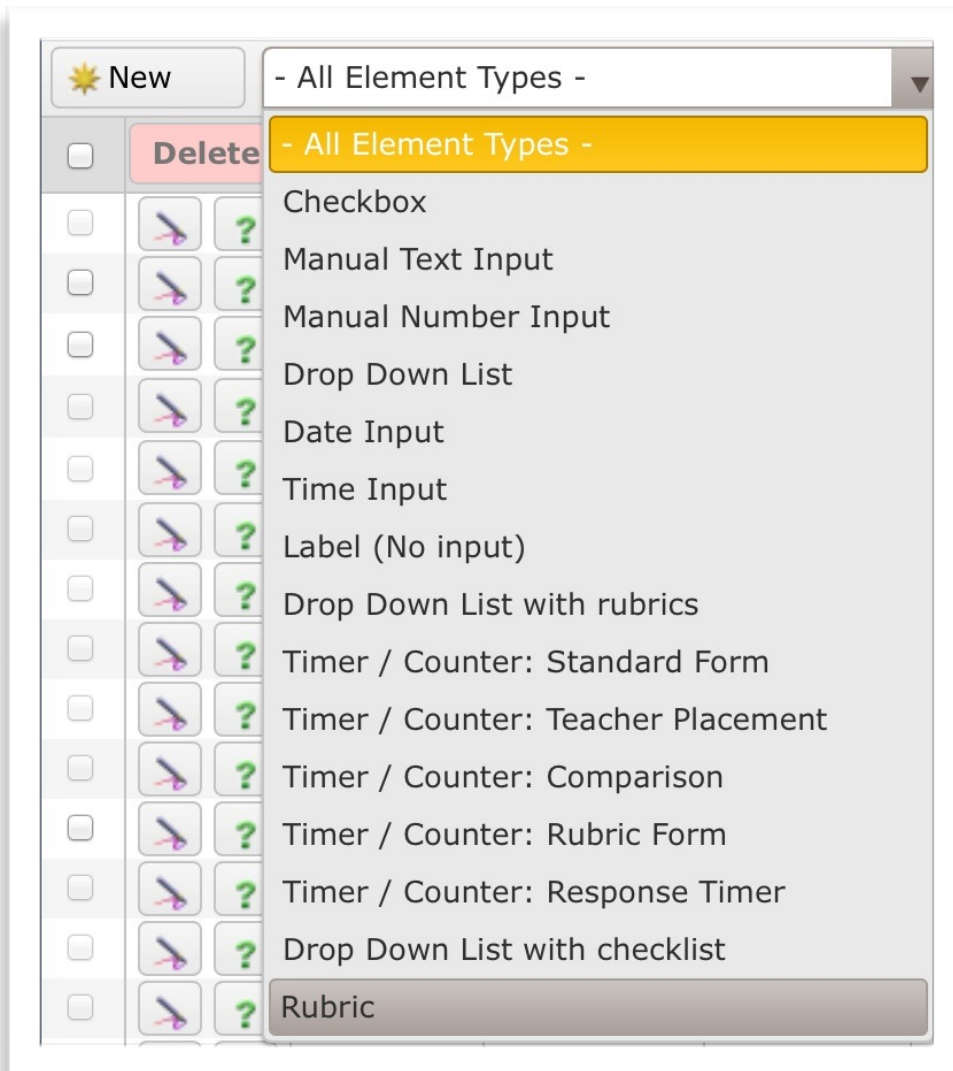 New
- All Element Types -
Delete
- All Element Types -
Checkbox
Manual Text Input
Manual Number Input
Drop Down List
Date Input
Time Input
Label (No input)
Drop Down List with rubrics
Timer / Counter: Standard Form
Timer / Counter: Teacher Placement
Timer / Counter: Comparison
Timer / Counter: Rubric Form
Timer / Counter: Response Timer
Drop Down List with checklist
Rubric
?
?
?
?
?
?
?
?
?
?
?
?
?
?